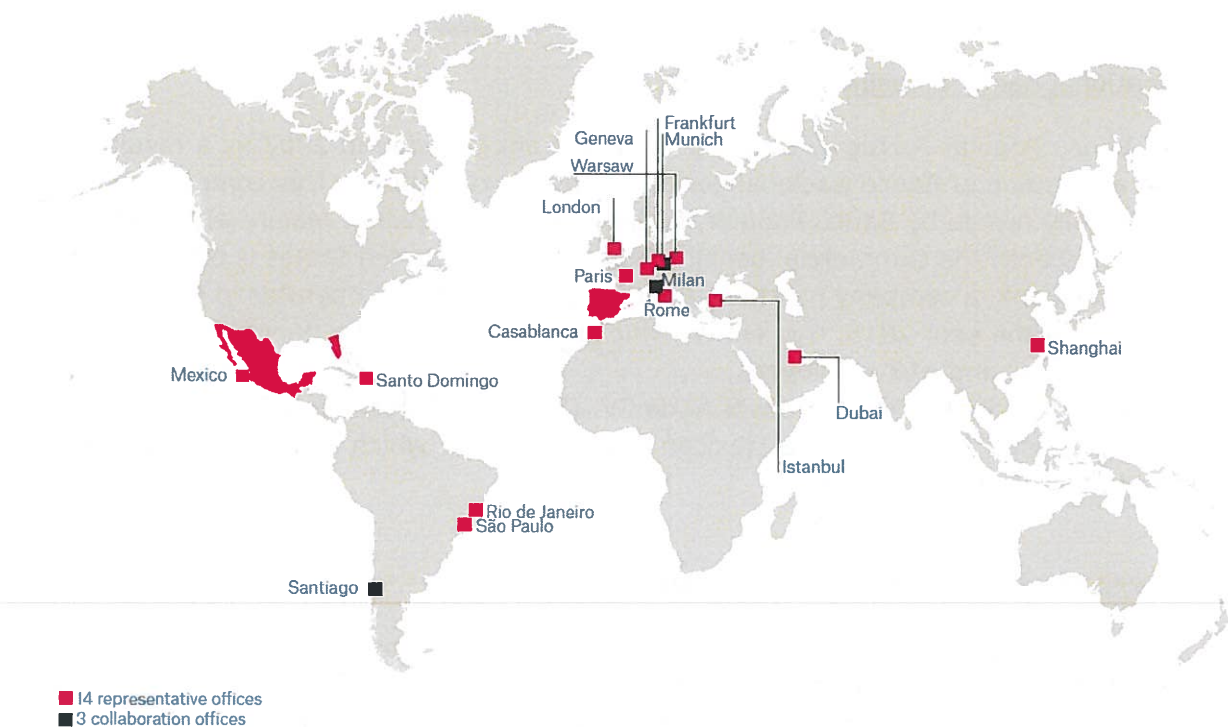 Frankfurt
Geneva
Munich
Warsaw
London
Paris
Milan
Rome
Casablanca
Shanghai
Mexico
Santo Domingo
Dubai
Istanbul
Rio de Janeiro
São Paulo
Santiago
14 representative offices
3 collaboration offices